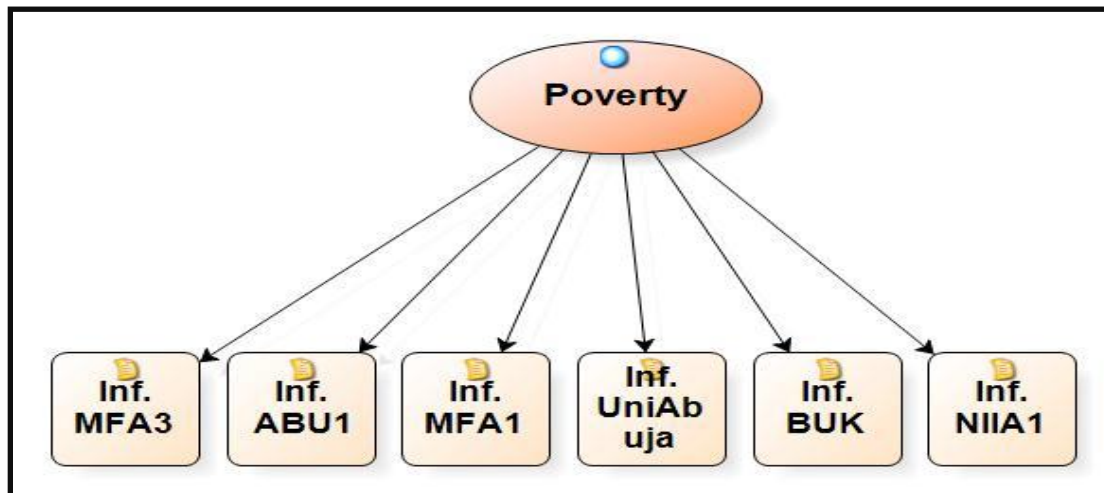 Poverty
Inf.
MFA3
Inf.
ABU1
Inf.
MFA1
Inf.
UniAb
uja
Inf.
BUK
Inf.
NIIA1